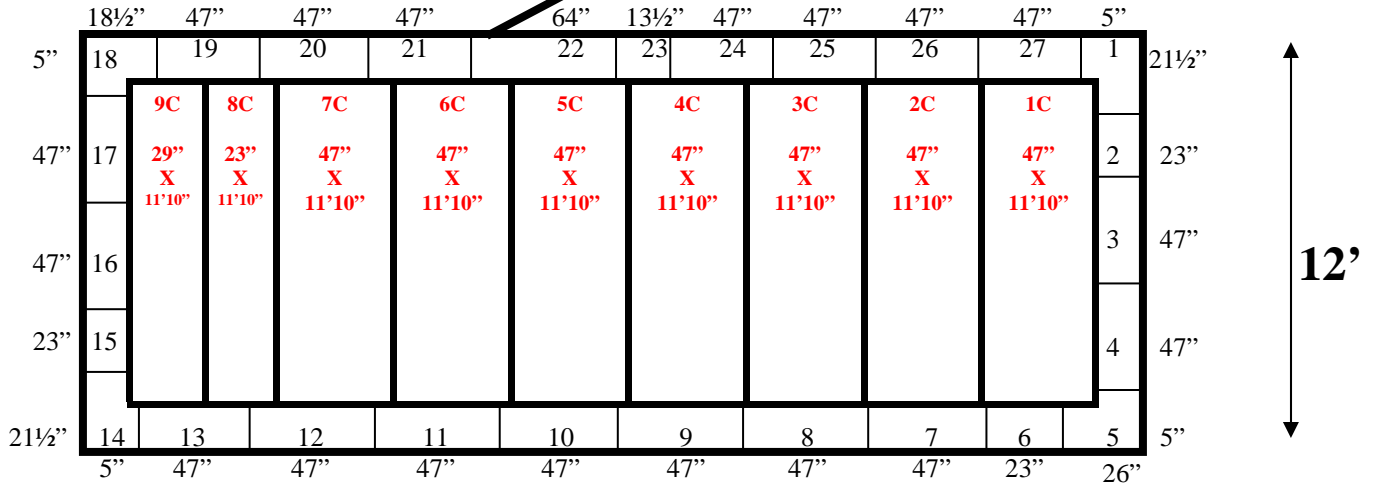 18½” 47” 47” 47” 64” 13½” 47” 47” 47” 47” 5”
5” 18 19 20 21 22 23 24 25 26 27 1 21½”
9C 8C 7C 6C 5C 4C 3C 2C 1C
47” 17 29” 23” 47” 47” 47” 47” 47” 47” 47” 2 23”
X X X X X X X X X
11’10” 11’10” 11’10” 11’10” 11’10” 11’10” 11’10” 11’10” 11’10”
3 47”
47” 16 12’
23” 15 4 47”
21½” 14 13 12 11 10 9 8 7 6 5 5”
5” 47” 47” 47” 47” 47” 47” 47” 23” 26”